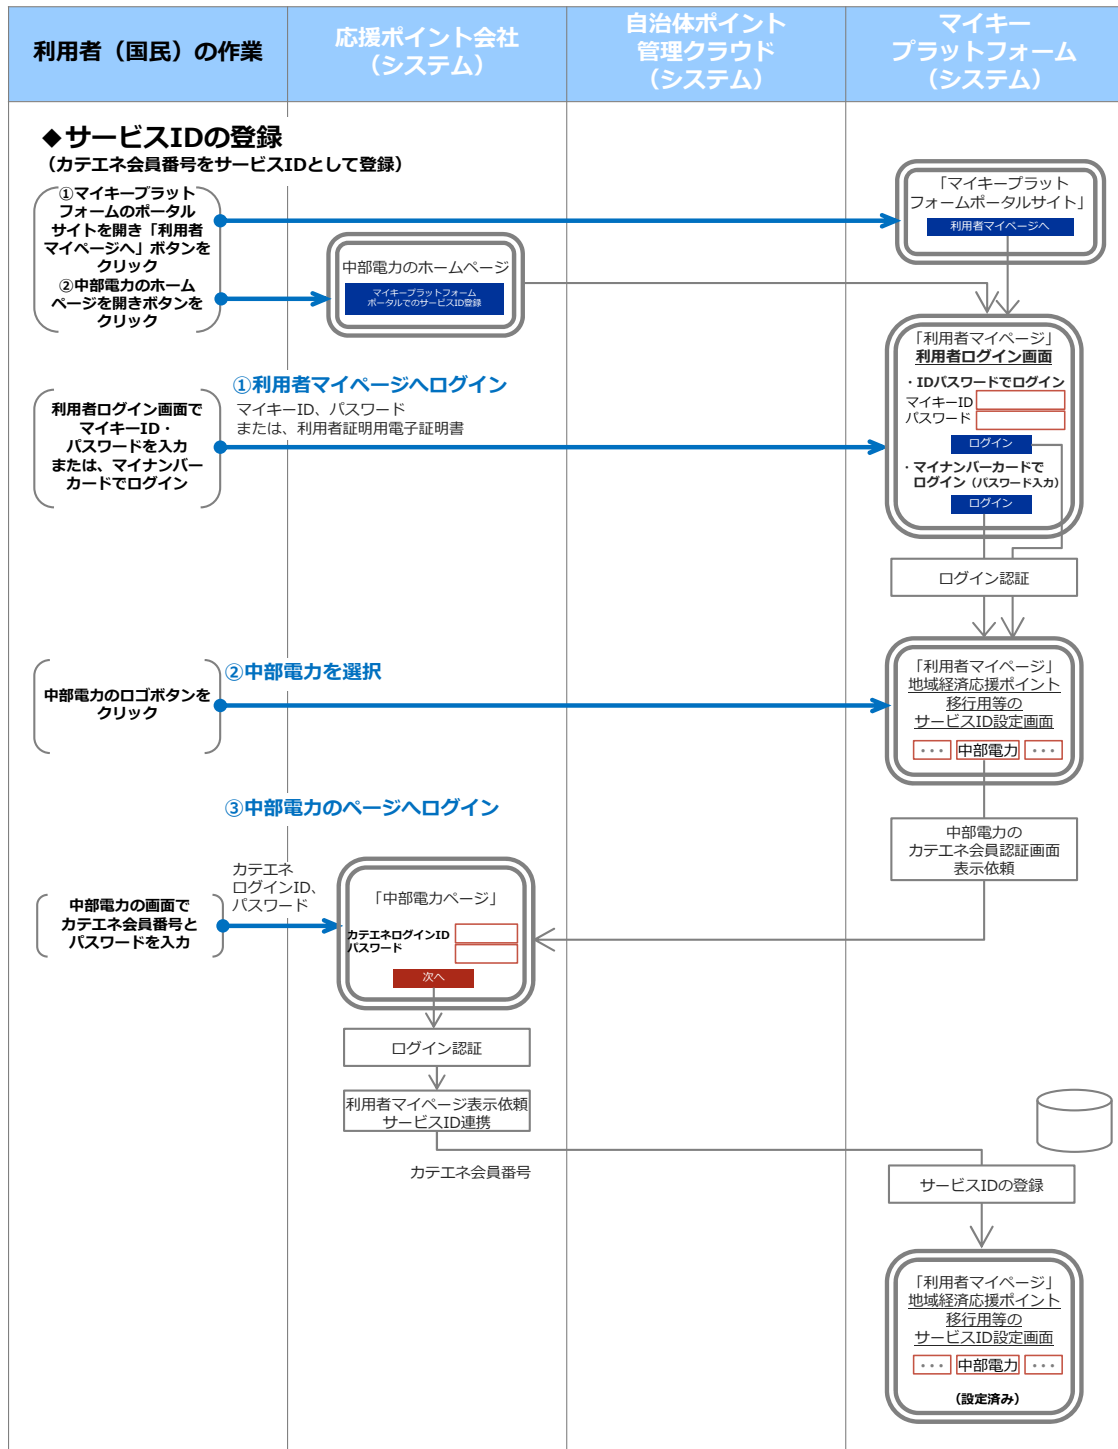 利用者（国民）の作業
応援ポイント会社
（システム）
自治体ポイント
管理クラウド
（システム）
マイキー
プラットフォーム
（システム）
◆サービスIDの登録
（カテエネ会員番号をサービスIDとして登録）
①マイキープラット
フォームのポータル
サイトを開き「利用者
マイページへ」ボタンを
クリック
②中部電力のホーム
ページを開きボタンを
クリック
中部電力のホームページ
マイキープラットフォーム
ポータルでのサービスID登録
「マイキープラット
フォームポータルサイト」
利用者マイページへ
「利用者マイページ」
利用者ログイン画面
・IDパスワードでログイン
マイキーID
パスワード
ログイン
・マイナンバーカードで
ログイン（パスワード入力）
ログイン
①利用者マイページへログイン
マイキーID、パスワード
または、利用者証明用電子証明書
利用者ログイン画面で
マイキーID・
パスワードを入力
または、マイナンバー
カードでログイン
ログイン認証
②中部電力を選択
中部電力のロゴボタンを
クリック
「利用者マイページ」
地域経済応援ポイント
移行用等の
サービスID設定画面
・・・ 中部電力 ・・・
③中部電力のページへログイン
中部電力の
カテエネ会員認証画面
表示依頼
カテエネ
ログインID、
パスワード
中部電力の画面で
カテエネ会員番号と
パスワードを入力
「中部電力ページ」
カテエネログインID
パスワード
次へ
ログイン認証
利用者マイページ表示依頼
サービスID連携
カテエネ会員番号
サービスIDの登録
「利用者マイページ」
地域経済応援ポイント
移行用等の
サービスID設定画面
・・・ 中部電力 ・・・
（設定済み）